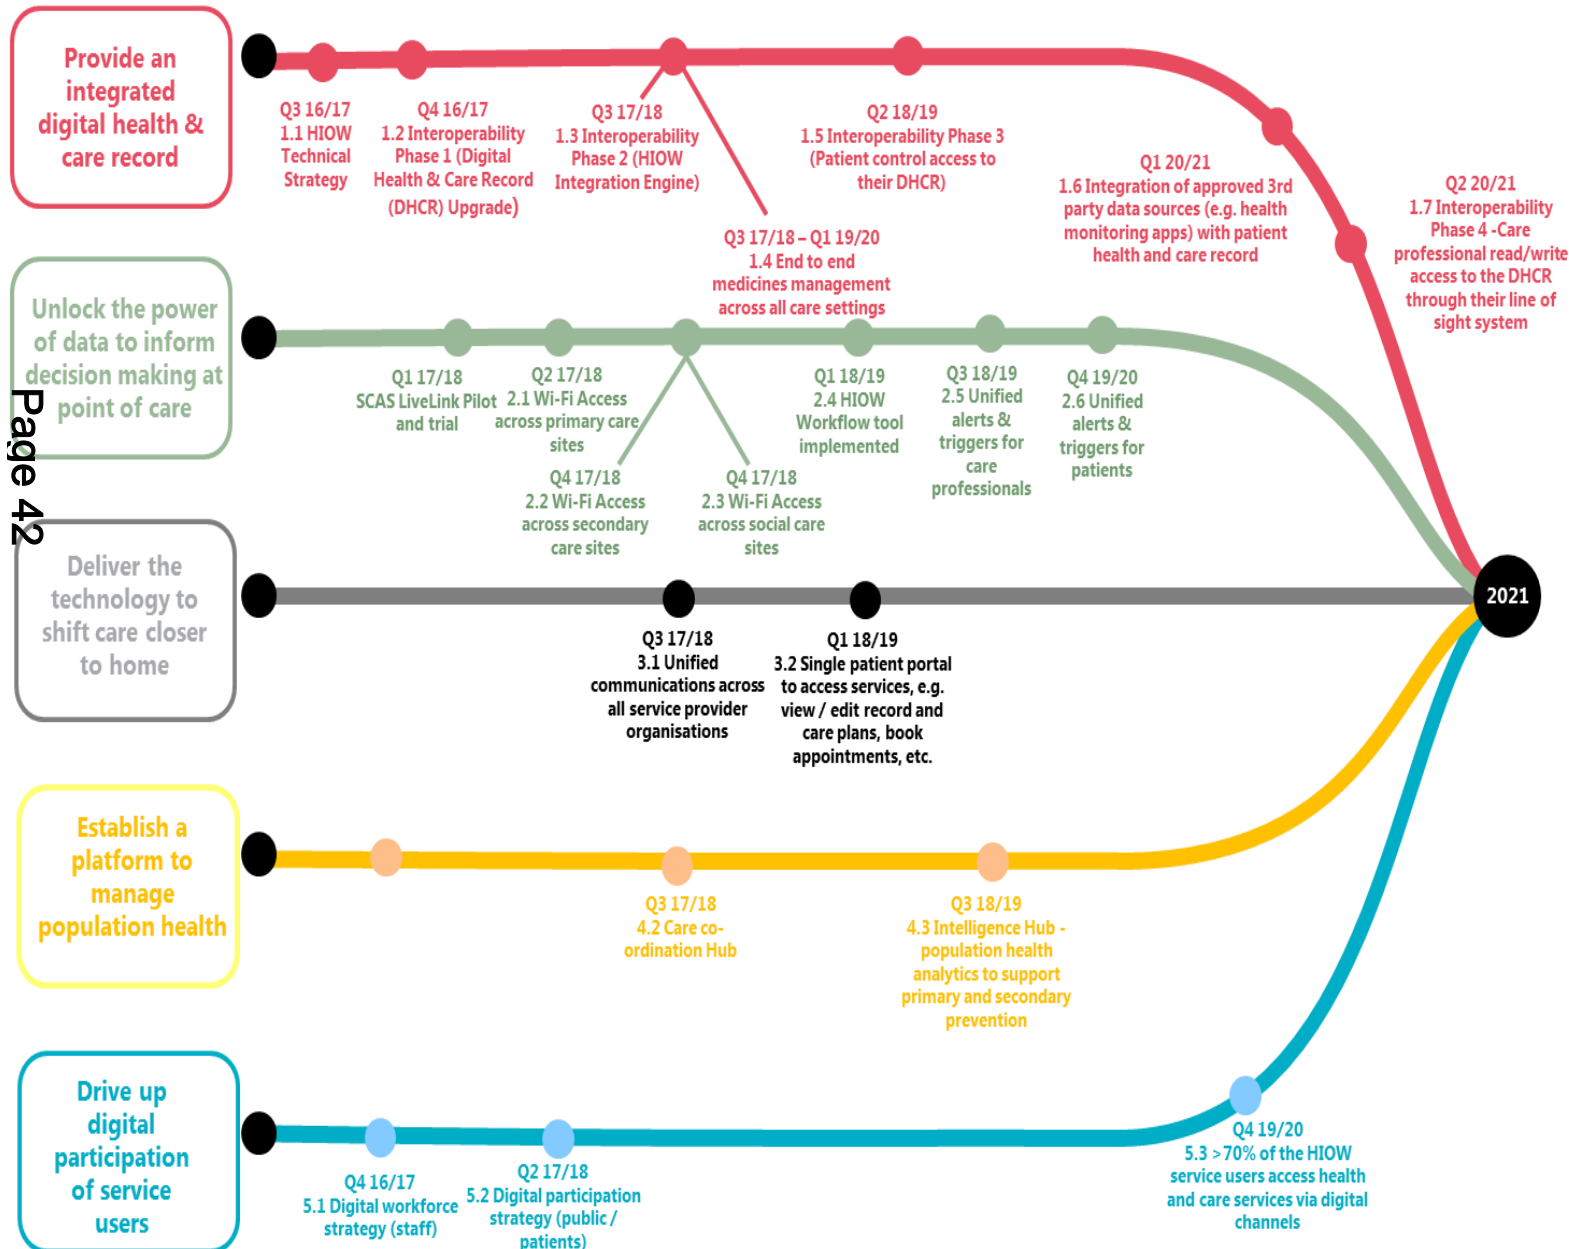 Provide an
integrated
digital health &
care record
Q3 16/17
1.1 HIOW
Technical
Strategy
Q4 16/17
1.2 Interoperability
Phase 1 (Digital
Health & Care Record
(DHCR) Upgrade)
Q3 17/18
1.3 Interoperability
Phase 2 (HIOW
Integration Engine)
Q3 17/18 – Q1 19/20
1.4 End to end
medicines management
across all care settings
Q2 18/19
1.5 Interoperability Phase 3
(Patient control access to
their DHCR)
Q1 20/21
1.6 Integration of approved 3rd
party data sources (e.g. health
monitoring apps) with patient
health and care record
Q2 20/21
1.7 Interoperability
Phase 4 -Care
professional read/write
access to the DHCR
through their line of
sight system
Unlock the power
of data to inform
decision making at
point of care
Q1 17/18
SCAS LiveLink Pilot
and trial
Q2 17/18
2.1 Wi-Fi Access
across primary care
sites
Q4 17/18
2.2 Wi-Fi Access
across secondary
care sites
Q4 17/18
2.3 Wi-Fi Access
across social care
sites
Q1 18/19
2.4 HIOW
Workflow tool
implemented
Q3 18/19
2.5 Unified
alerts &
triggers for
care
professionals
Q4 19/20
2.6 Unified
alerts &
triggers for
patients
Page 42
Deliver the
technology to
shift care closer
to home
Q3 17/18
3.1 Unified
communications across
all service provider
organisations
Q1 18/19
3.2 Single patient portal
to access services, e.g.
view / edit record and
care plans, book
appointments, etc.
2021
Establish a
platform to
manage
population health
Q3 17/18
4.2 Care co-
ordination Hub
Q3 18/19
4.3 Intelligence Hub -
population health
analytics to support
primary and secondary
prevention
Drive up
digital
participation
of service
users
Q4 16/17
5.1 Digital workforce
strategy (staff)
Q2 17/18
5.2 Digital participation
strategy (public /
patients)
Q4 19/20
5.3 >70% of the HIOW
service users access health
and care services via digital
channels